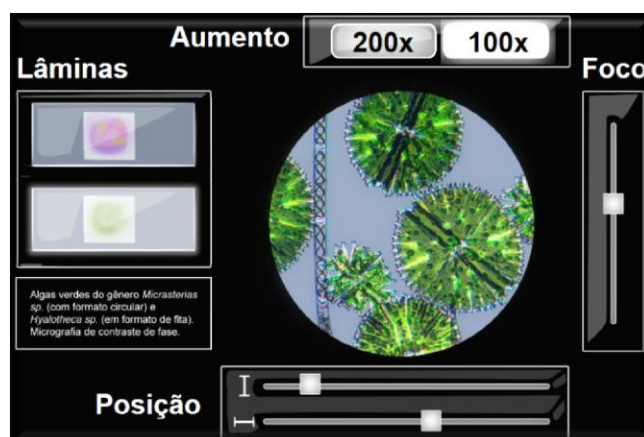 Aumento
200x
100x
Lâminas
Foco
Algas verdes do gênero Micrasterias
sp. (com formato circular) e
Hyalotheca sp. (em formato de fita).
Micrografia de contraste de fase.
Posição